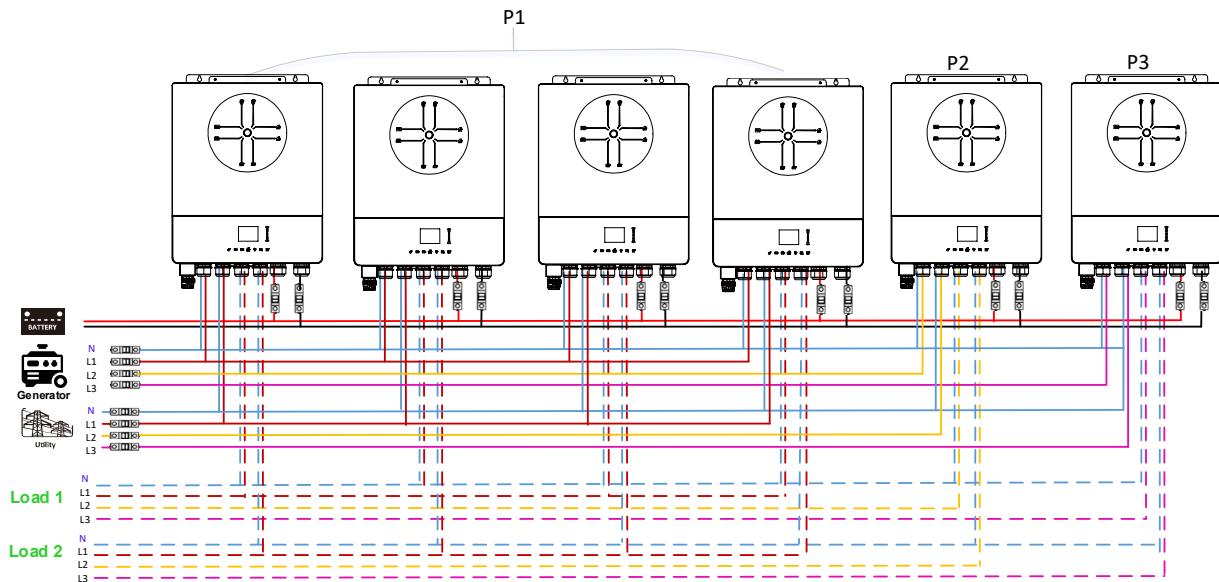 P1
P2
P3
BATTERY
N
L1
L2
L3
Generator
N
L1
L2
L3
Utility
N
Load 1
L1
L2
L3
N
Load 2
L1
L2
L3